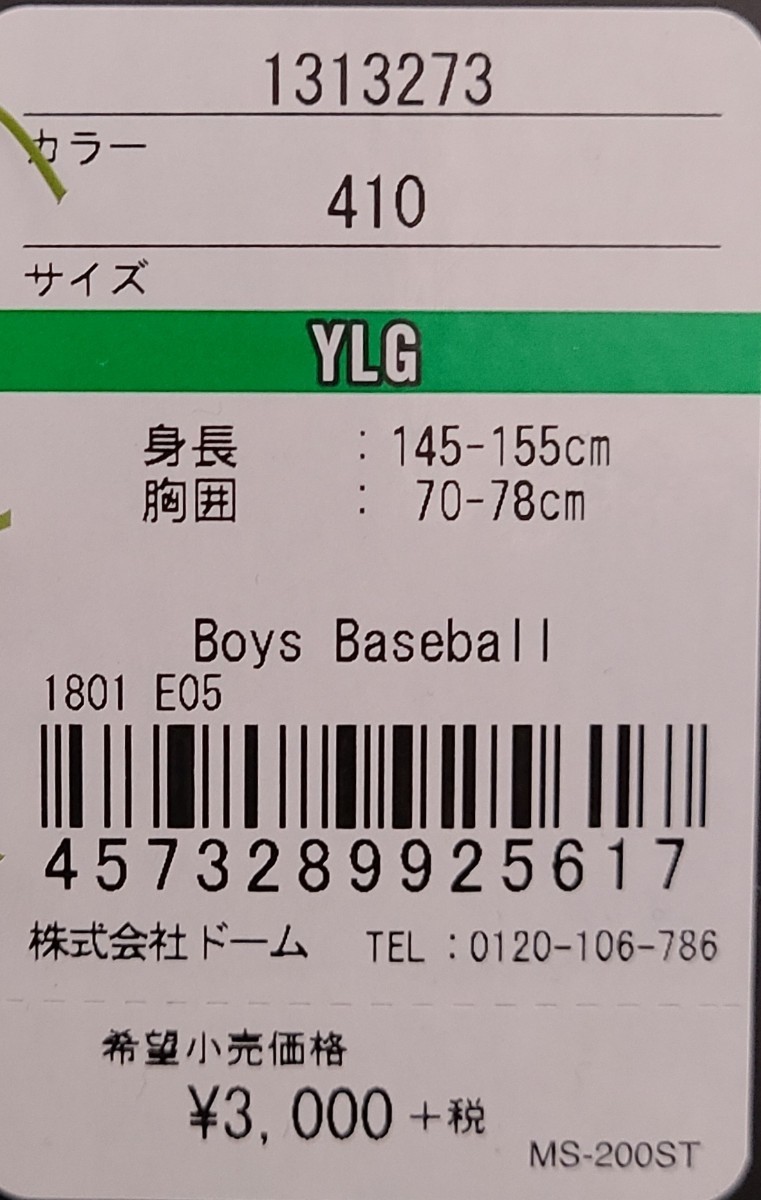 1313273
カラー
410
サイズ
YLG
身長 : 145-155cm
胸囲 : 70-78cm
Boys Baseball
1801 E05
4573289925617
株式会社ドーム TEL:0120-106-786
希望小売価格
¥3,000+税
MS-200ST